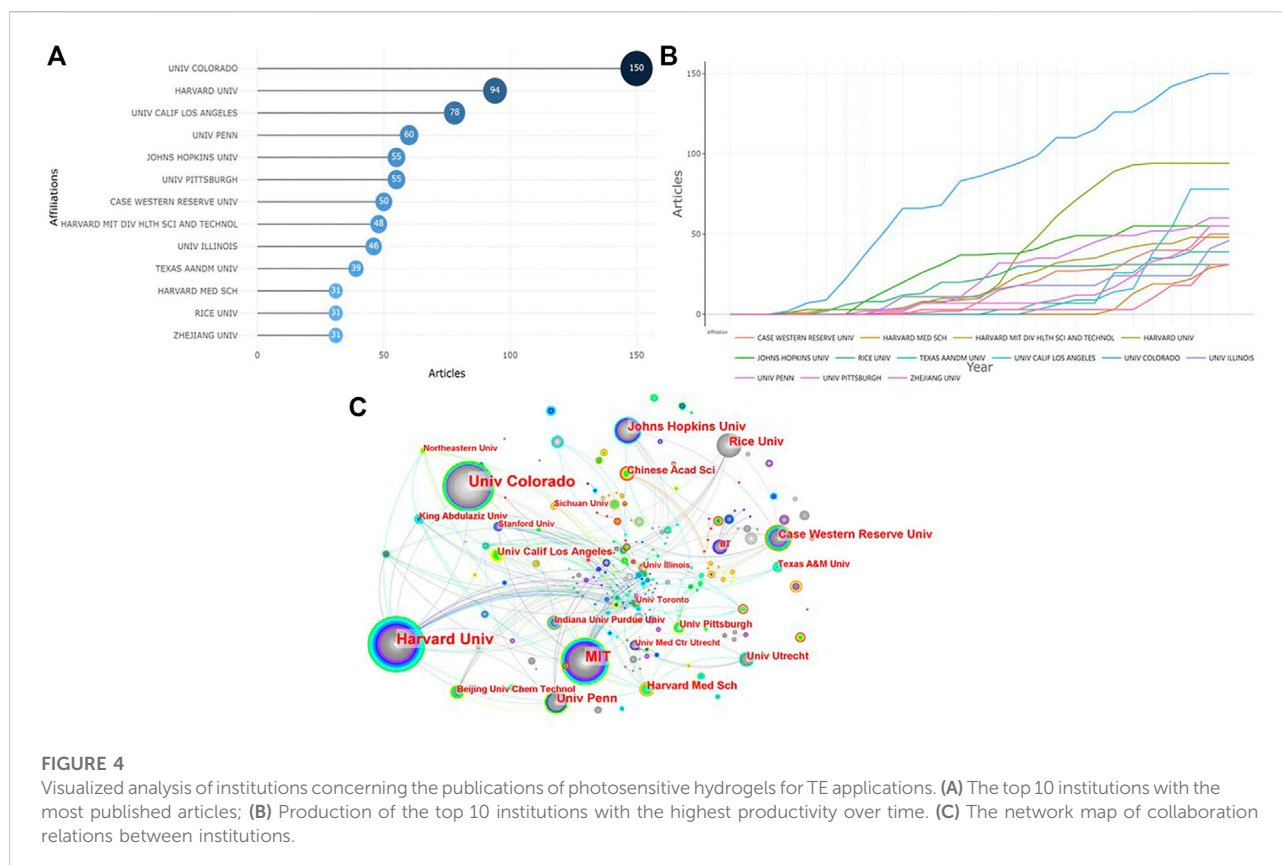 A
UNIV COLORADO
150
HARVARD UNIV
94
UNIV CALIF LOS ANGELES
78
UNIV PENN
60
JOHNS HOPKINS UNIV
55
UNIV PITTSBURGH
55
CASE WESTERN RESERVE UNIV
50
HARVARD MIT DIV HLTH SCI AND TECHNOL
48
UNIV ILLINOIS
46
TEXAS AANDM UNIV
39
HARVARD MED SCH
31
RICE UNIV
31
ZHEJIANG UNIV
31
Affiliations
0 50 100 150
Articles
B
150
100
50
0
Articles
Affiliation
CASE WESTERN RESERVE UNIV HARVARD MED SCH HARVARD MIT DIV HLTH SCI AND TECHNOL HARVARD UNIV
JOHNS HOPKINS UNIV RICE UNIV TEXAS AANDM UNIV UNIV CALIF LOS ANGELES UNIV COLORADO UNIV ILLINOIS
Year
UNIV PENN UNIV PITTSBURGH ZHEJIANG UNIV
C
Johns Hopkins Univ
Rice Univ
Northeastern Univ
Chinese Acad Sci
Univ Colorado
Sichuan Univ
King Abdulaziz Univ
Stanford Univ
Case Western Reserve Univ
IIT
Univ Calif Los Angeles
Univ Illinois
Texas A&M Univ
Univ Toronto
Indiana Univ Purdue Univ
Univ Pittsburgh
Harvard Univ
Univ Med Ctr Utrecht
MIT
Univ Utrecht
Beijing Univ Chem Technol
Harvard Med Sch
Univ Penn
FIGURE 4
Visualized analysis of institutions concerning the publications of photosensitive hydrogels for TE applications. (A) The top 10 institutions with the
most published articles; (B) Production of the top 10 institutions with the highest productivity over time. (C) The network map of collaboration
relations between institutions.